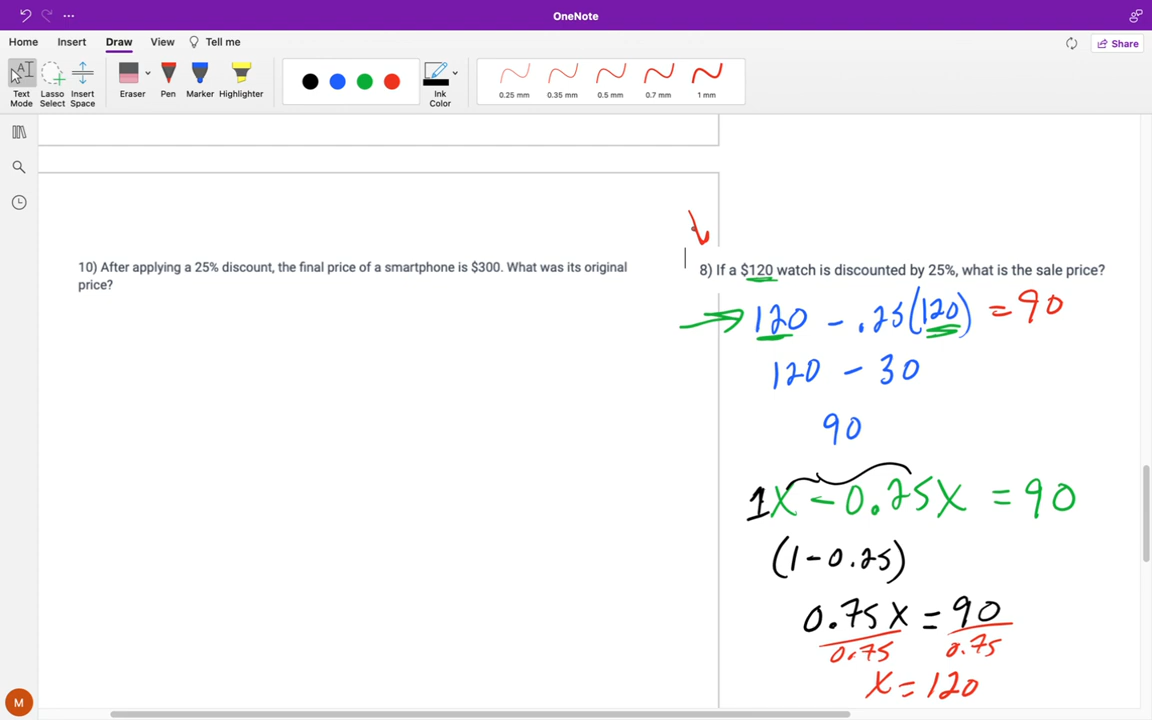 OneNote
Home Insert Draw View Tell me
Share
Text Mode
Lasso Select
Insert Space
Eraser
Pen
Marker
Highlighter
Ink Color
0.25 mm 0.35 mm 0.5 mm 0.7 mm 1 mm
10) After applying a 25% discount, the final price of a smartphone is $300. What was its original
price?
8) If a $120 watch is discounted by 25%, what is the sale price?
120 - .25(120) = 90
120 - 30
90
1x - 0.25x = 90
(1 - 0.25)
0.75x = 90
0.75 0.75
x = 120
M